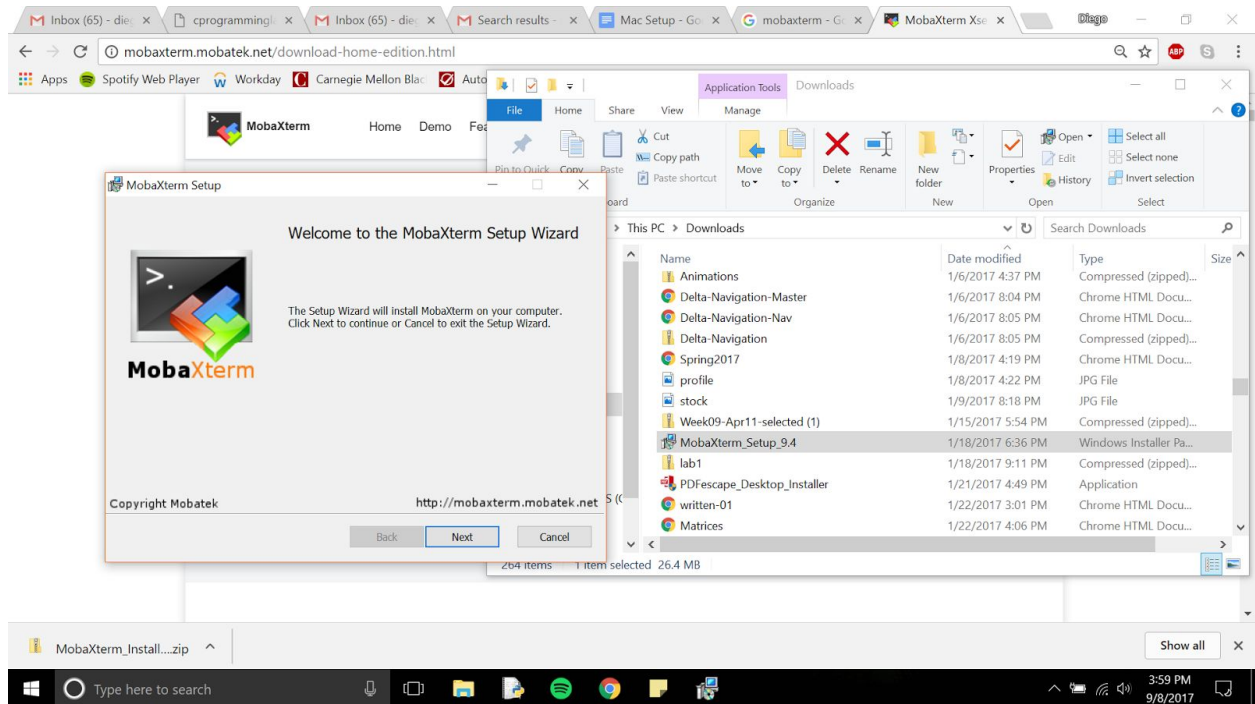 Inbox (65) - diec
cprogrammingl
Inbox (65) - diec
Search results -
Mac Setup - Goo
mobaxterm - G
MobaXterm Xse
Diego
mobaxterm.mobatek.net/download-home-edition.html
ABP
Apps Spotify Web Player Workday Carnegie Mellon Blac Auto
MobaXterm Home Demo Fea
Application Tools Downloads
File Home Share View Manage
Pin to Quick Copy Paste
Cut
Copy path
Paste shortcut
Move to
Copy to
Delete
Rename
New folder
Properties
Open
Edit
History
Select all
Select none
Invert selection
oard Organize New Open Select
This PC > Downloads
Search Downloads
Name Date modified Type Size
Animations 1/6/2017 4:37 PM Compressed (zipped)...
Delta-Navigation-Master 1/6/2017 8:04 PM Chrome HTML Docu...
Delta-Navigation-Nav 1/6/2017 8:05 PM Chrome HTML Docu...
Delta-Navigation 1/6/2017 8:05 PM Compressed (zipped)...
Spring2017 1/8/2017 4:19 PM Chrome HTML Docu...
profile 1/8/2017 4:22 PM JPG File
stock 1/9/2017 8:18 PM JPG File
Week09-Apr11-selected (1) 1/15/2017 5:54 PM Compressed (zipped)...
MobaXterm_Setup_9.4 1/18/2017 6:36 PM Windows Installer Pa...
lab1 1/18/2017 9:11 PM Compressed (zipped)...
PDFescape_Desktop_Installer 1/21/2017 4:49 PM Application
written-01 1/22/2017 3:01 PM Chrome HTML Docu...
Matrices 1/22/2017 4:06 PM Chrome HTML Docu...
S (C
264 items 1 item selected 26.4 MB
MobaXterm Setup
Welcome to the MobaXterm Setup Wizard
The Setup Wizard will install MobaXterm on your computer.
Click Next to continue or Cancel to exit the Setup Wizard.
MobaXterm
Copyright Mobatek http://mobaxterm.mobatek.net
Back Next Cancel
MobaXterm_Install....zip
Show all
Type here to search
3:59 PM
9/8/2017